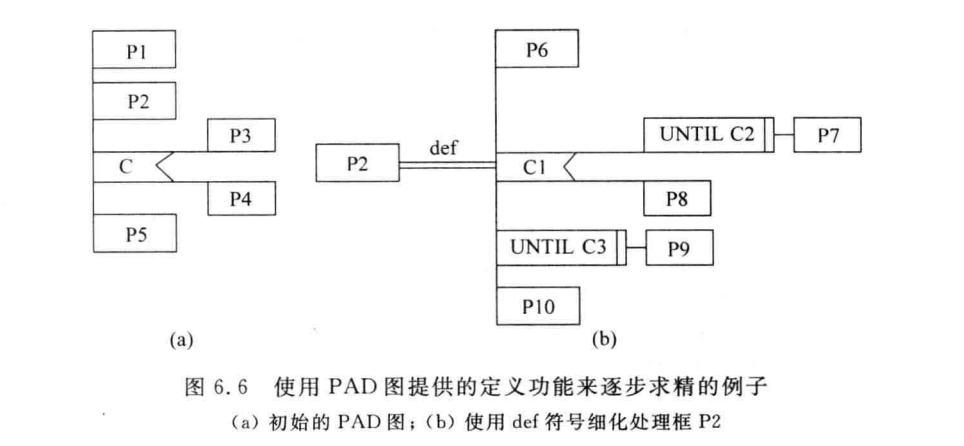 P1
P2
P3
C
P4
P5
(a)
P2
def
P6
UNTIL C2
P7
C1
P8
UNTIL C3
P9
P10
(b)
图 6.6 使用 PAD 图提供的定义功能来逐步求精的例子
(a) 初始的 PAD 图；(b) 使用 def 符号细化处理框 P2